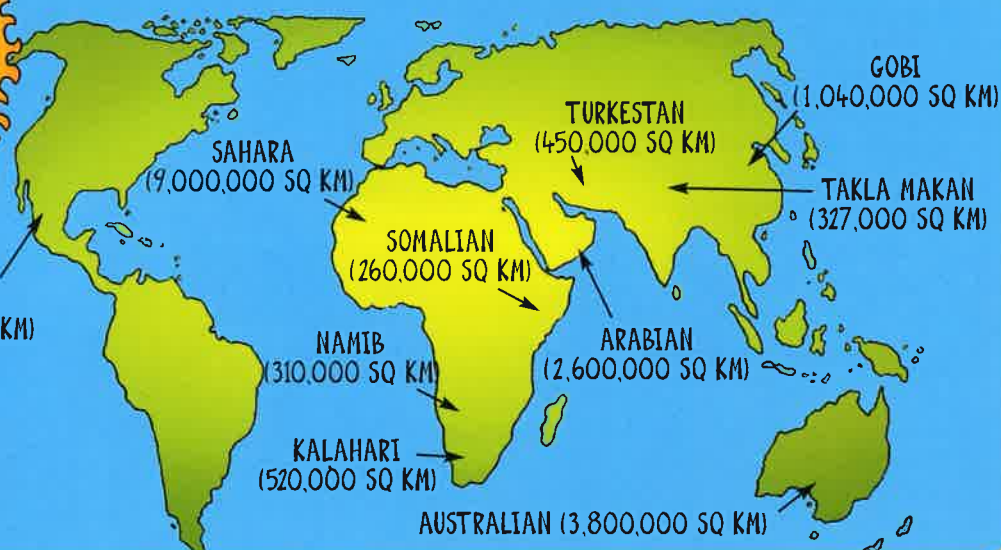 GOBI
(1,040,000 SQ KM)
TURKESTAN
(450,000 SQ KM)
SAHARA
(9,000,000 SQ KM)
TAKLA MAKAN
(327,000 SQ KM)
SOMALIAN
(260,000 SQ KM)
KM)
NAMIB
(310,000 SQ KM)
ARABIAN
(2,600,000 SQ KM)
KALAHARI
(520,000 SQ KM)
AUSTRALIAN (3,800,000 SQ KM)